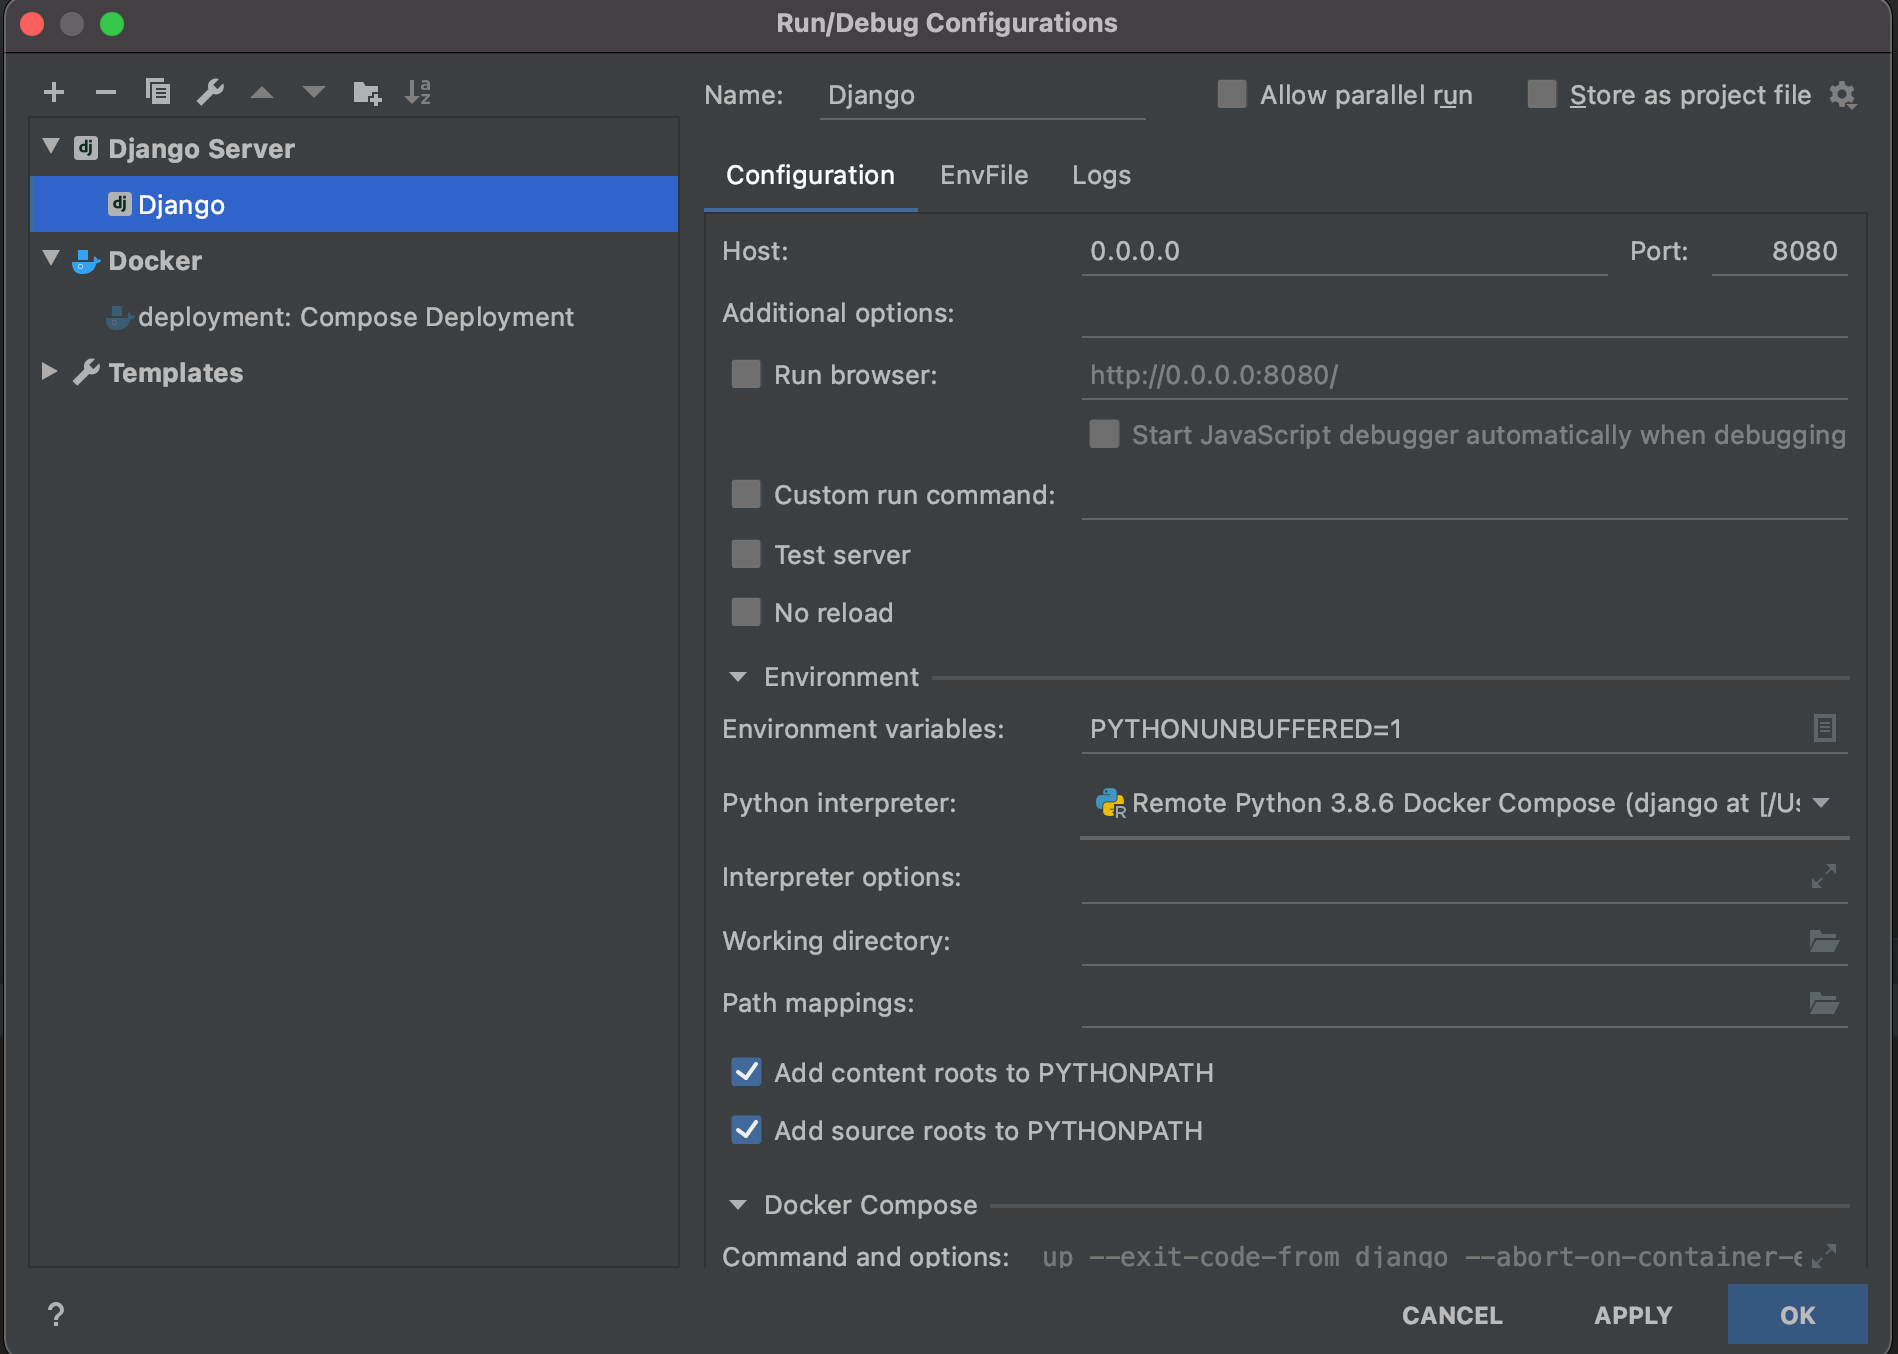 Run/Debug Configurations
Name: Django Allow parallel run Store as project file
Django Server
Django
Docker
deployment: Compose Deployment
Templates
Configuration EnvFile Logs
Host: 0.0.0.0 Port: 8080
Additional options:
Run browser: http://0.0.0.0:8080/
Start JavaScript debugger automatically when debugging
Custom run command:
Test server
No reload
Environment
Environment variables: PYTHONUNBUFFERED=1
Python interpreter: Remote Python 3.8.6 Docker Compose (django at [/Us
Interpreter options:
Working directory:
Path mappings:
Add content roots to PYTHONPATH
Add source roots to PYTHONPATH
Docker Compose
Command and options: up --exit-code-from django --abort-on-container-e
? CANCEL APPLY OK